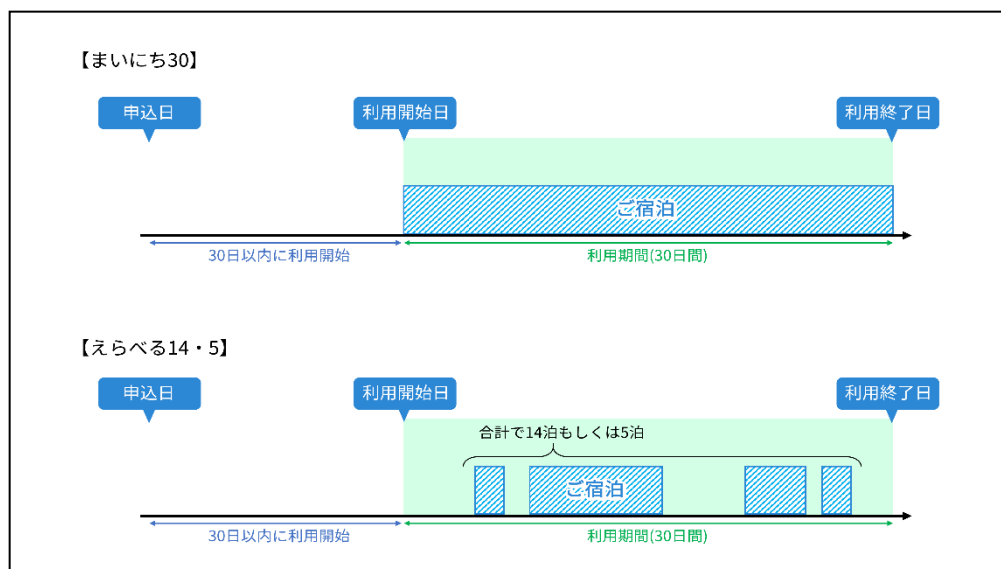 【まいにち30】
申込日
利用開始日
利用終了日
ご宿泊
30日以内に利用開始
利用期間(30日間)
【えらべる14・5】
申込日
利用開始日
利用終了日
合計で14泊もしくは5泊
ご宿泊
30日以内に利用開始
利用期間(30日間)